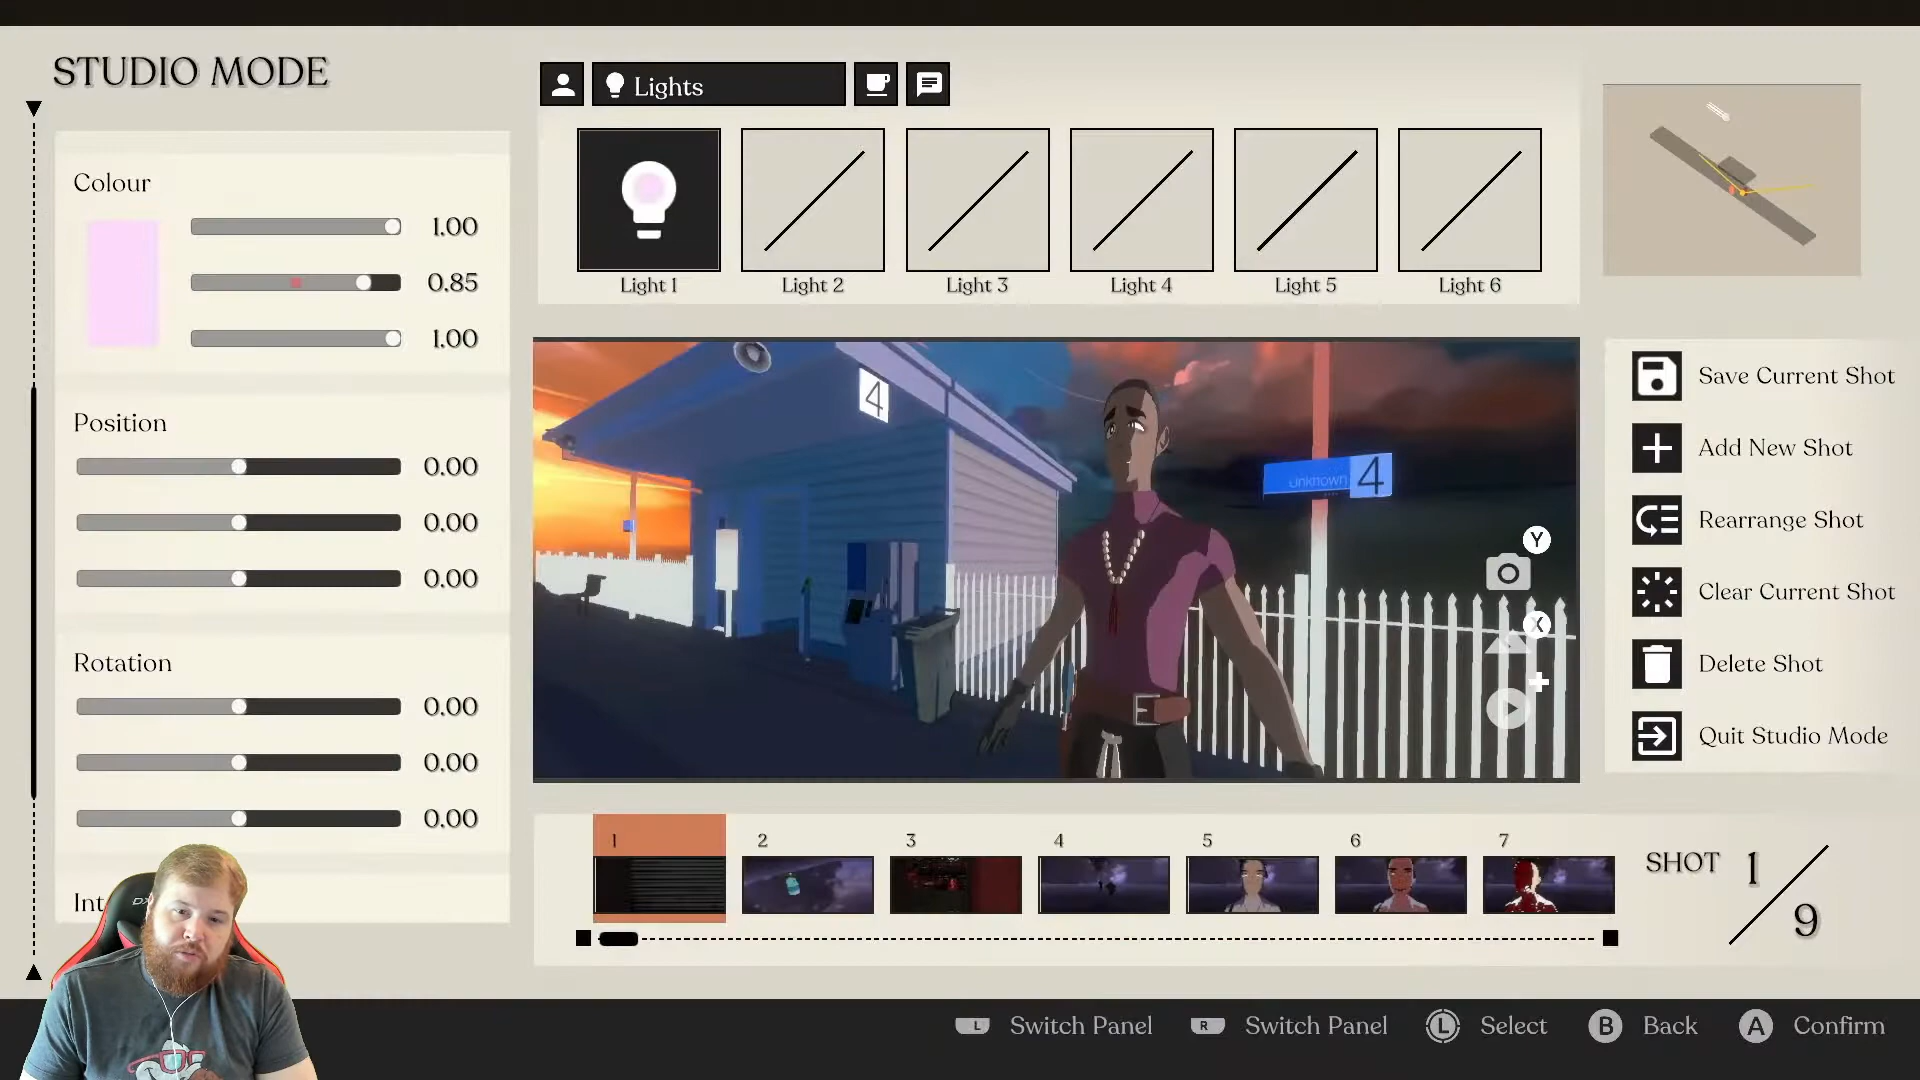 STUDIO MODE
Lights
Light 1
Light 2
Light 3
Light 4
Light 5
Light 6
Colour
1.00
0.85
1.00
Position
0.00
0.00
0.00
Rotation
0.00
0.00
0.00
Int
DX
4
Unknown 4
Y
X
Save Current Shot
Add New Shot
Rearrange Shot
Clear Current Shot
Delete Shot
Quit Studio Mode
1
2
3
4
5
6
7
SHOT 1/9
L Switch Panel
R Switch Panel
L Select
B Back
A Confirm